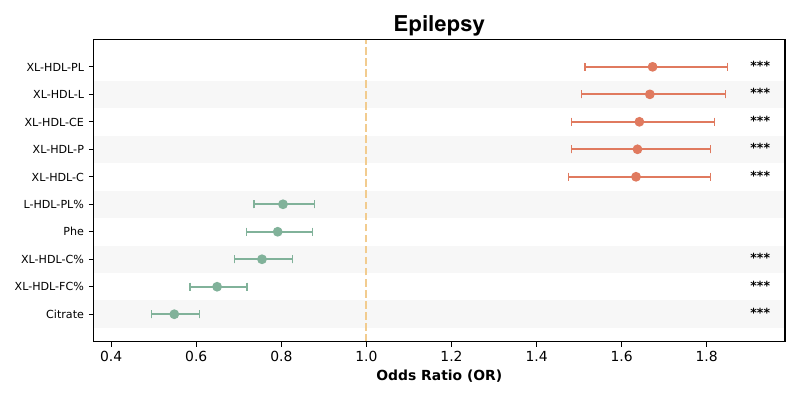 Epilepsy
XL-HDL-PL ***
XL-HDL-L ***
XL-HDL-CE ***
XL-HDL-P ***
XL-HDL-C ***
L-HDL-PL%
Phe
XL-HDL-C% ***
XL-HDL-FC% ***
Citrate ***
0.4 0.6 0.8 1.0 1.2 1.4 1.6 1.8
Odds Ratio (OR)